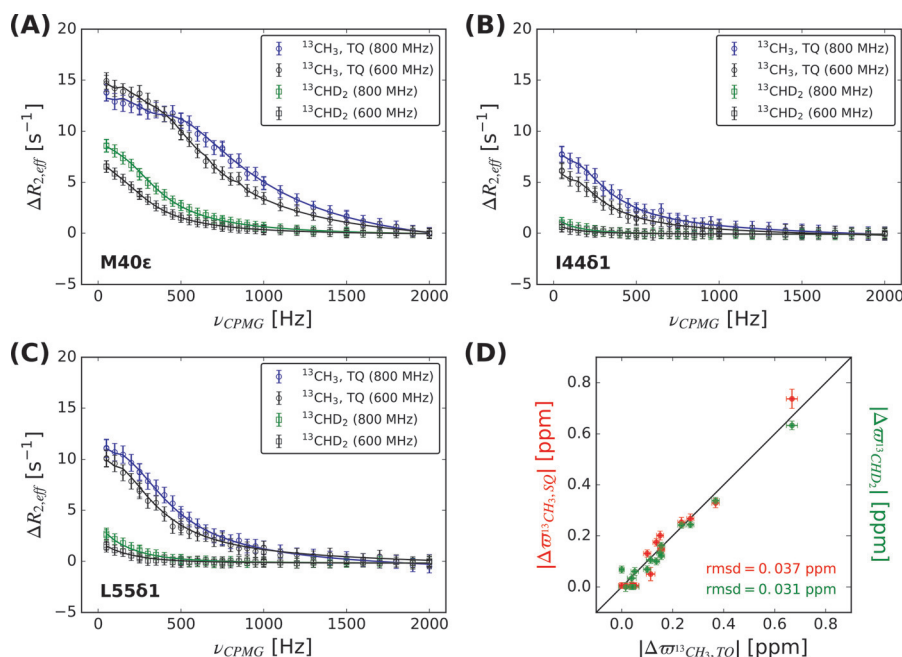 (A)
20
15
10
5
0
−5
ΔR2,eff [s−1]
13CH3, TQ (800 MHz)
13CH3, TQ (600 MHz)
13CHD2 (800 MHz)
13CHD2 (600 MHz)
M40ε
0 500 1000 1500 2000
νCPMG [Hz]
(B)
20
15
10
5
0
−5
ΔR2,eff [s−1]
13CH3, TQ (800 MHz)
13CH3, TQ (600 MHz)
13CHD2 (800 MHz)
13CHD2 (600 MHz)
I44δ1
0 500 1000 1500 2000
νCPMG [Hz]
(C)
20
15
10
5
0
−5
ΔR2,eff [s−1]
13CH3, TQ (800 MHz)
13CH3, TQ (600 MHz)
13CHD2 (800 MHz)
13CHD2 (600 MHz)
L55δ1
0 500 1000 1500 2000
νCPMG [Hz]
(D)
0.8
0.6
0.4
0.2
0.0
|Δϖ13CH3,SQ| [ppm]
|Δϖ13CHD2| [ppm]
rmsd = 0.037 ppm
rmsd = 0.031 ppm
0.0 0.2 0.4 0.6 0.8
|Δϖ13CH3,TQ| [ppm]